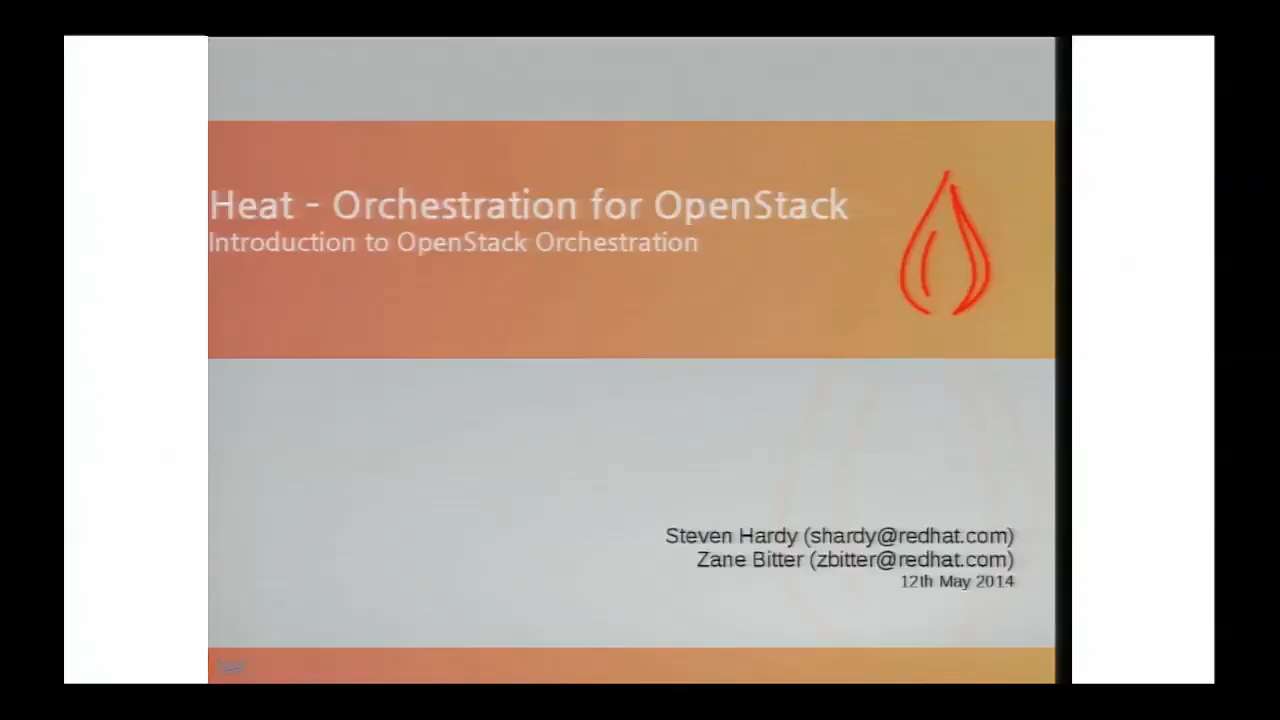 Heat - Orchestration for OpenStack
Introduction to OpenStack Orchestration
Steven Hardy (shardy@redhat.com)
Zane Bitter (zbitter@redhat.com)
12th May 2014